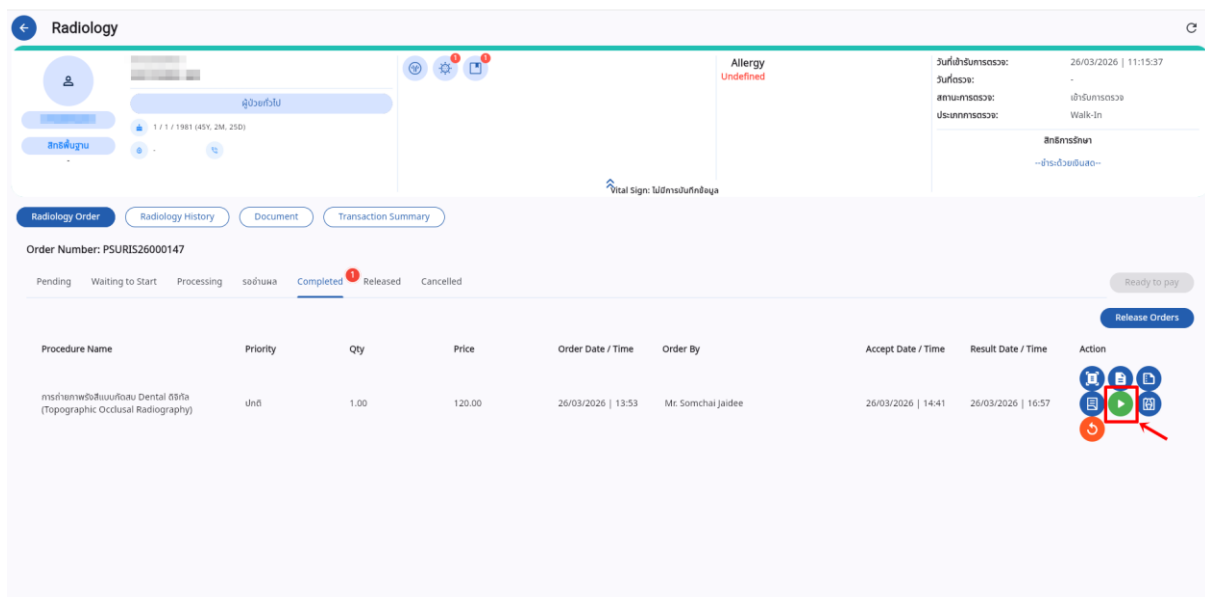 Radiology
ผู้ป่วยทั่วไป
1 / 1 / 1981 (45Y, 2M, 25D)
สิทธิพื้นฐาน
-
-
1
1
Allergy
Undefined
วันที่เข้ารับการตรวจ: 26/03/2026 | 11:15:37
วันที่ตรวจ: -
สถานะการตรวจ: เข้ารับการตรวจ
ประเภทการตรวจ: Walk-In
สิทธิการรักษา
--ชำระด้วยเงินสด--
Vital Sign: ไม่มีการบันทึกข้อมูล
Radiology Order Radiology History Document Transaction Summary
Order Number: PSURIS26000147
Pending Waiting to Start Processing รออ่านผล Completed 1 Released Cancelled Ready to pay
Release Orders
Procedure Name Priority Qty Price Order Date / Time Order By Accept Date / Time Result Date / Time Action
การถ่ายภาพรังสีแบบกัดสบ Dental ดิจิทัล
(Topographic Occlusal Radiography) ปกติ 1.00 120.00 26/03/2026 | 13:53 Mr. Somchai Jaidee 26/03/2026 | 14:41 26/03/2026 | 16:57